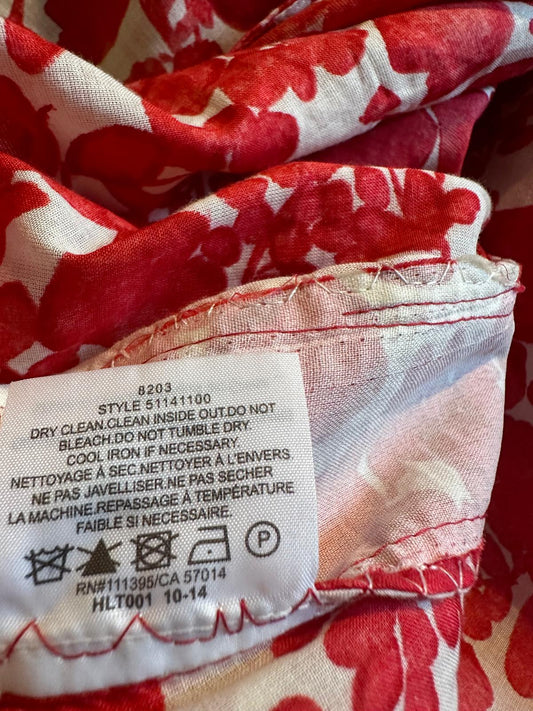 8203
STYLE 51141100
DRY CLEAN.CLEAN INSIDE OUT.DO NOT
BLEACH.DO NOT TUMBLE DRY.
COOL IRON IF NECESSARY.
NETTOYAGE À SEC.NETTOYER À L'ENVERS
NE PAS JAVELLISER.NE PAS SECHER
LA MACHINE.REPASSAGE À TEMPÉRATURE
FAIBLE SI NECESSARY.
P
RN#111395/CA 57014
HLT001 10-14